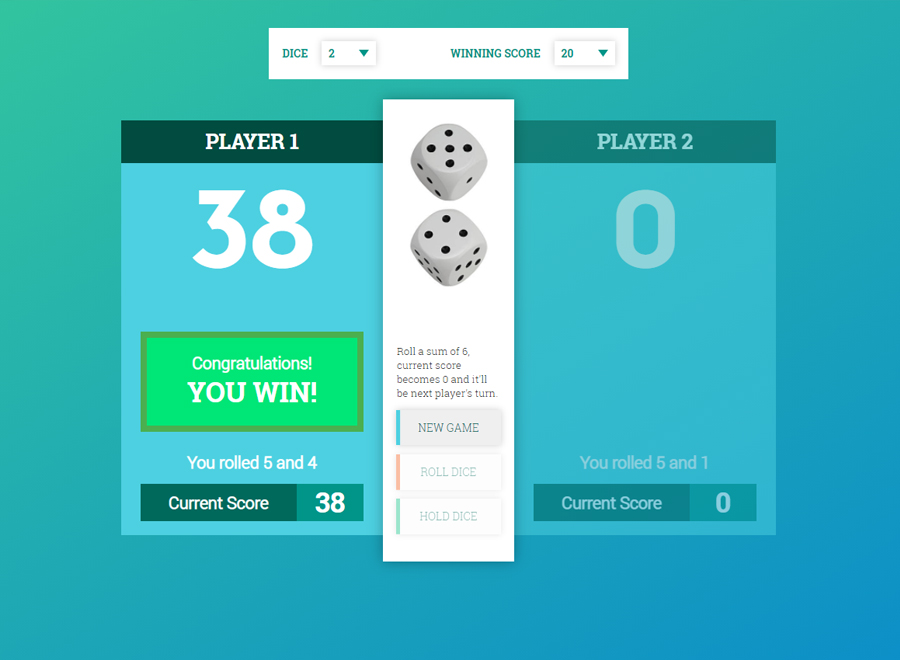 DICE 2 WINNING SCORE 20
PLAYER 1
38
Congratulations!
YOU WIN!
You rolled 5 and 4
Current Score 38
Roll a sum of 6,
current score
becomes 0 and it'll
be next player's turn.
NEW GAME
ROLL DICE
HOLD DICE
PLAYER 2
0
You rolled 5 and 1
Current Score 0